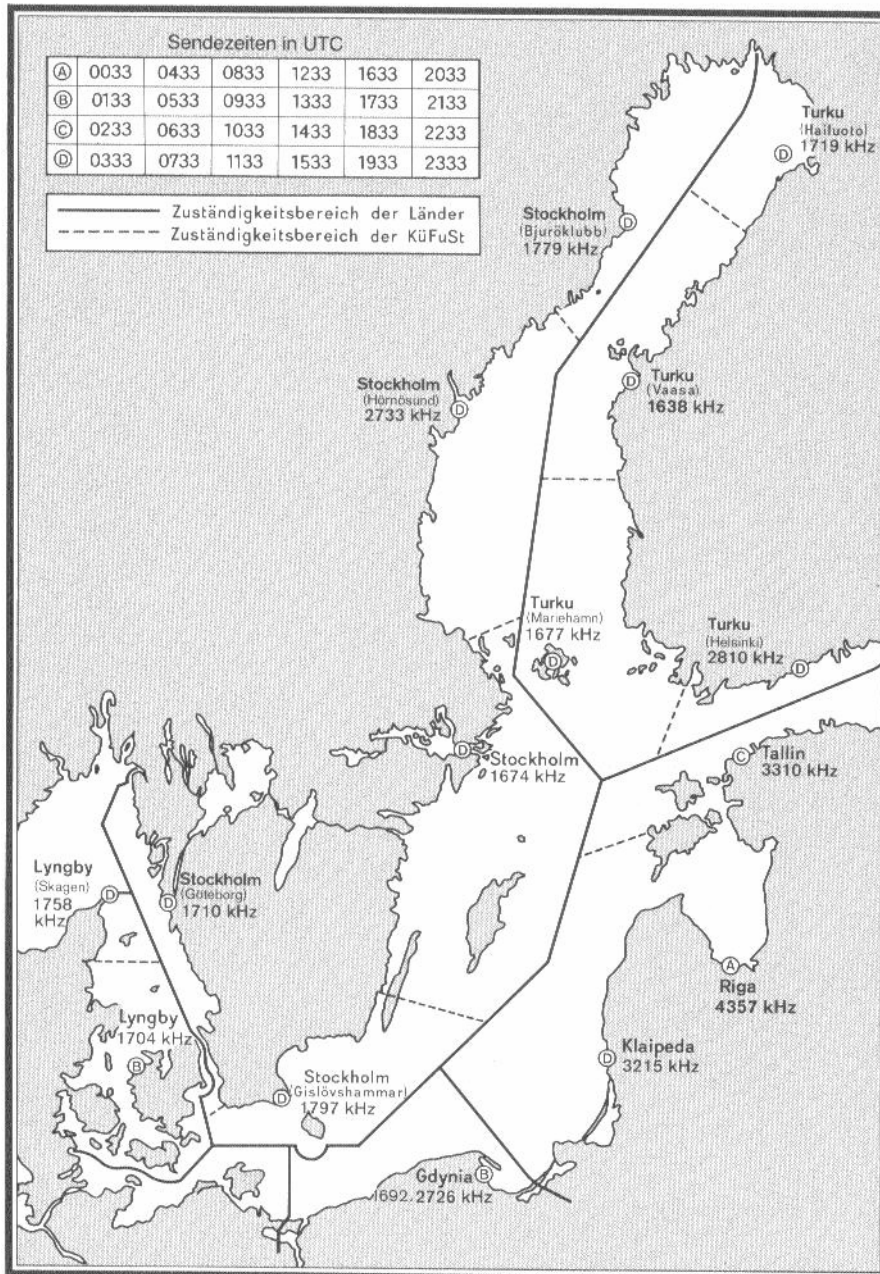 Sendezeiten in UTC
A 0033 0433 0833 1233 1633 2033
B 0133 0533 0933 1333 1733 2133
C 0233 0633 1033 1433 1833 2233
D 0333 0733 1133 1533 1933 2333
Zuständigkeitsbereich der Länder
Zuständigkeitsbereich der KüFuSt
Turku
(Hailuoto)
1719 kHz
D
Stockholm
(Bjuröklubb)
1779 kHz
D
Stockholm
(Hörnösund)
2733 kHz
D
Turku
(Vaasa)
1638 kHz
D
Turku
(Mariehamn)
1677 kHz
D
Turku
(Helsinki)
2810 kHz
D
Stockholm
1674 kHz
D
Tallin
3310 kHz
C
Lyngby
(Skagen)
1758
kHz
D
Stockholm
(Göteborg)
1710 kHz
D
Riga
4357 kHz
A
Lyngby
1704 kHz
B
Klaipeda
3215 kHz
D
Stockholm
(Gislövshammar)
1797 kHz
D
Gdynia
1692, 2726 kHz
B